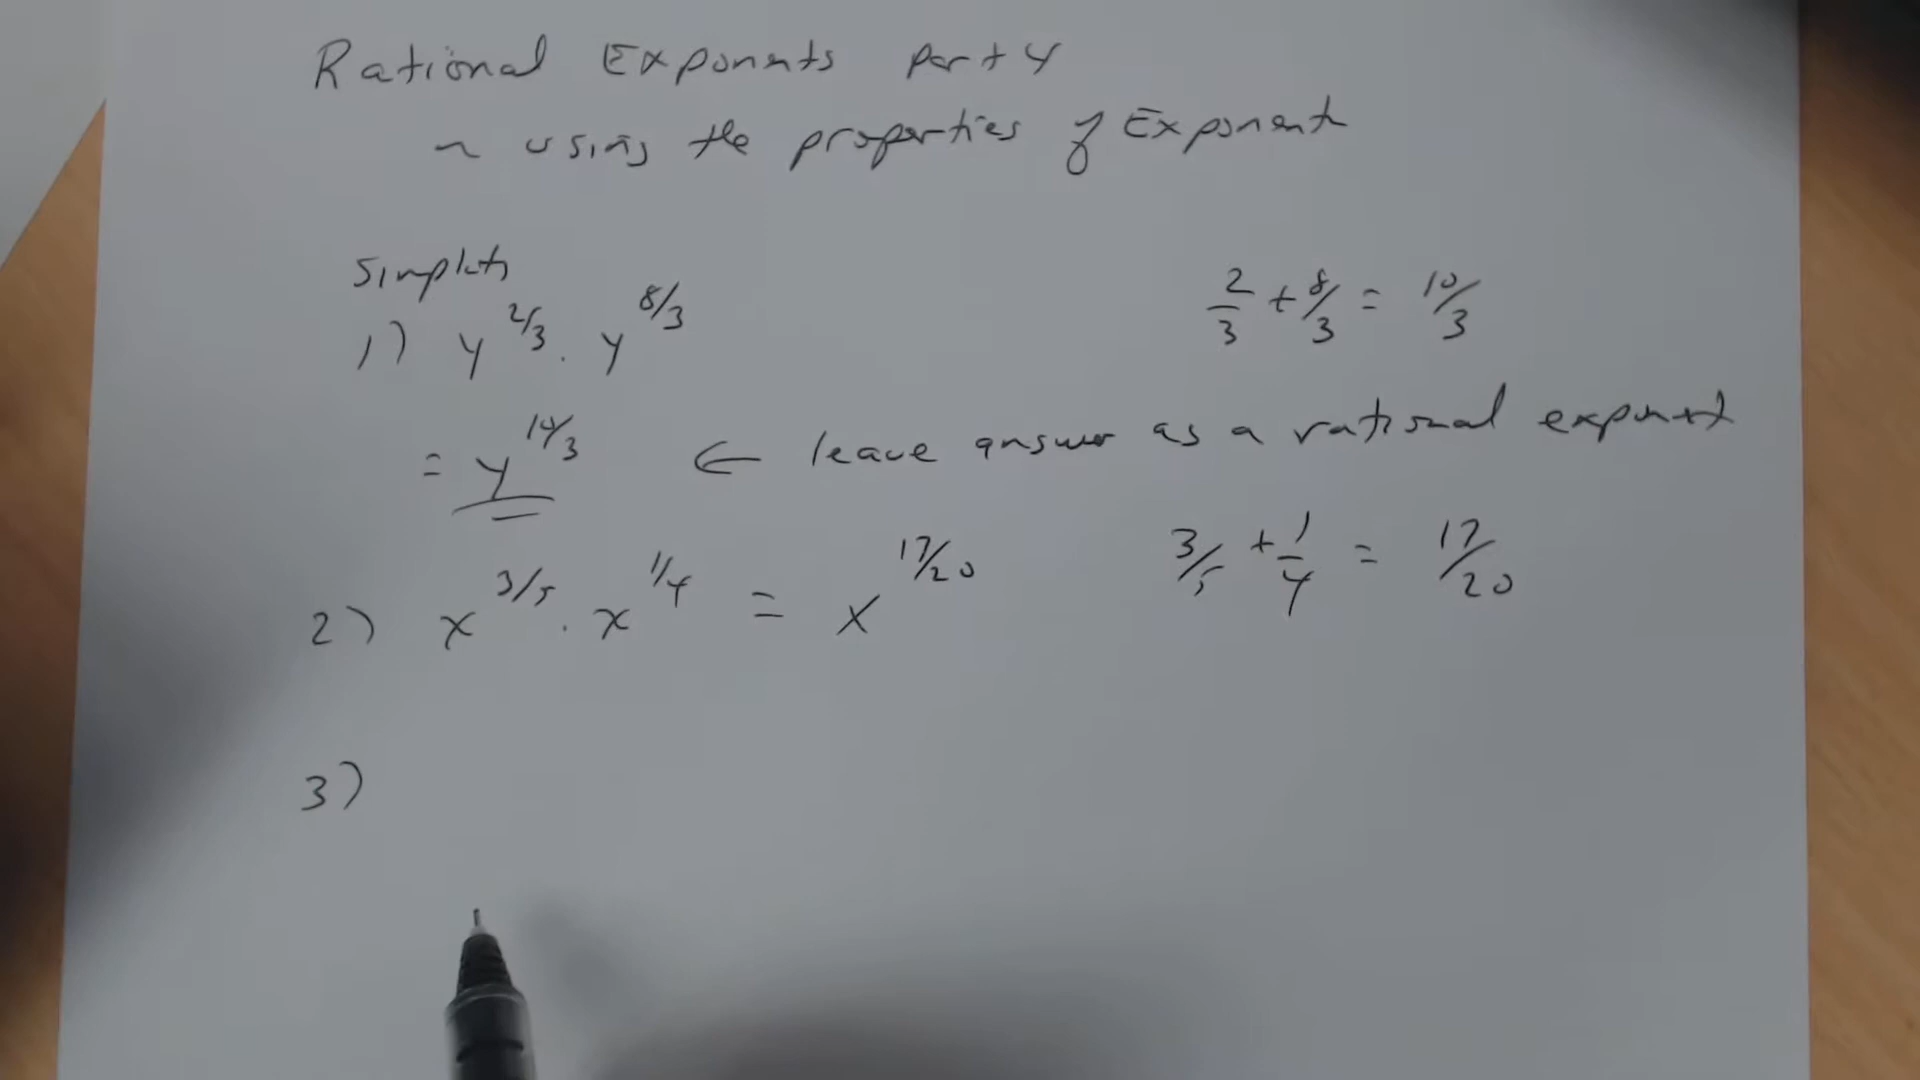 Rational Exponents Part 4
~ using the properties of Exponents
Simplify
1) y^2/3 . y^8/3
2/3 + 8/3 = 10/3
= y^10/3 ← leave answer as a rational exponent
2) x^3/5 . x^1/4 = x^17/20
3/5 + 1/4 = 17/20
3)